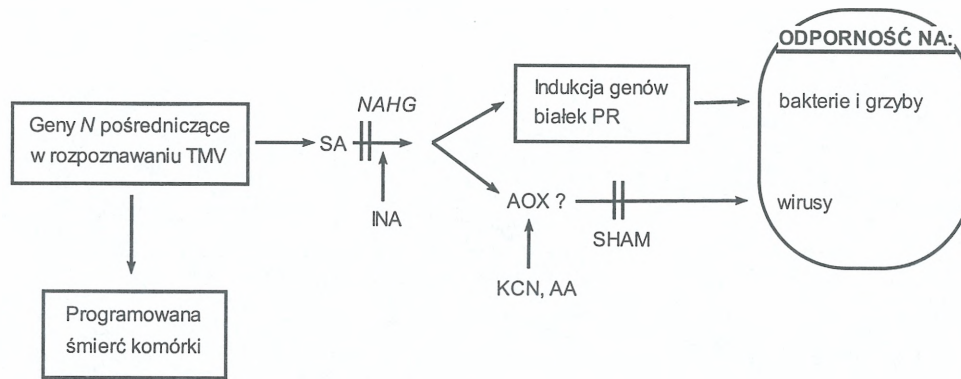 ODPORNOŚĆ NA:
Geny N pośredniczące
w rozpoznawaniu TMV
SA
NAHG
INA
Indukcja genów
białek PR
bakterie i grzyby
AOX ?
SHAM
wirusy
KCN, AA
Programowana
śmierć komórki